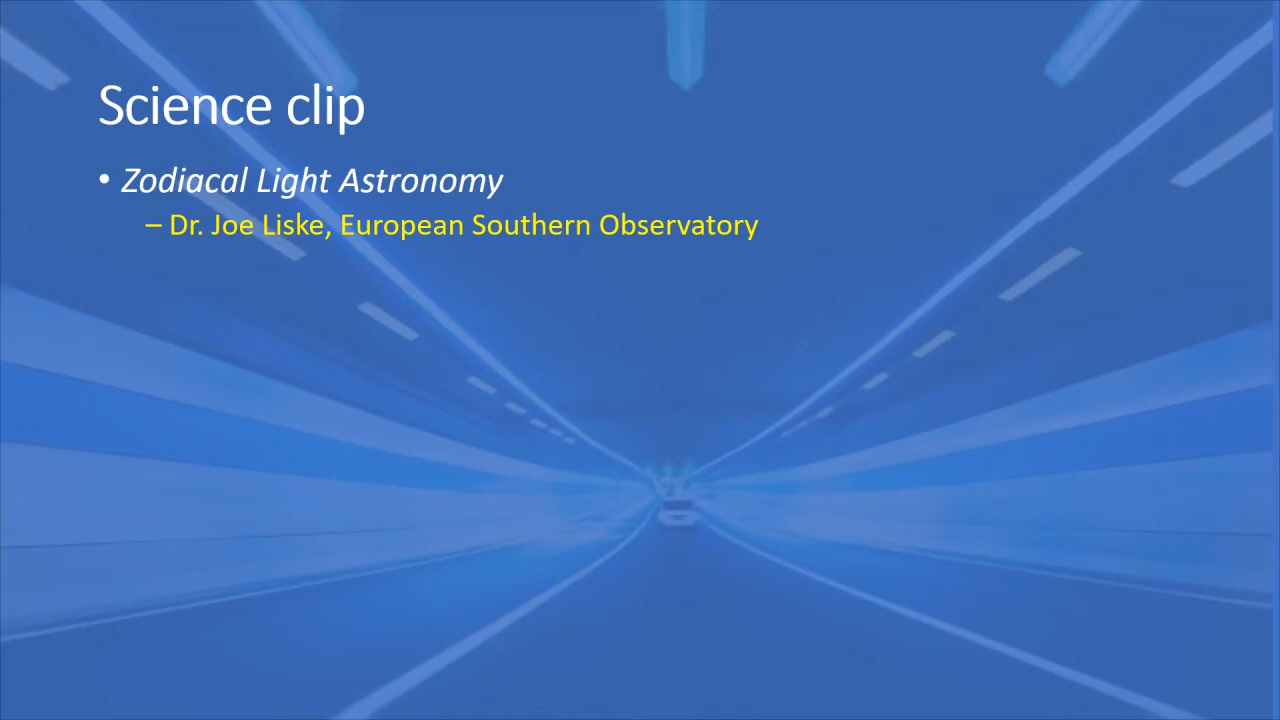 Science clip
• Zodiacal Light Astronomy
– Dr. Joe Liske, European Southern Observatory